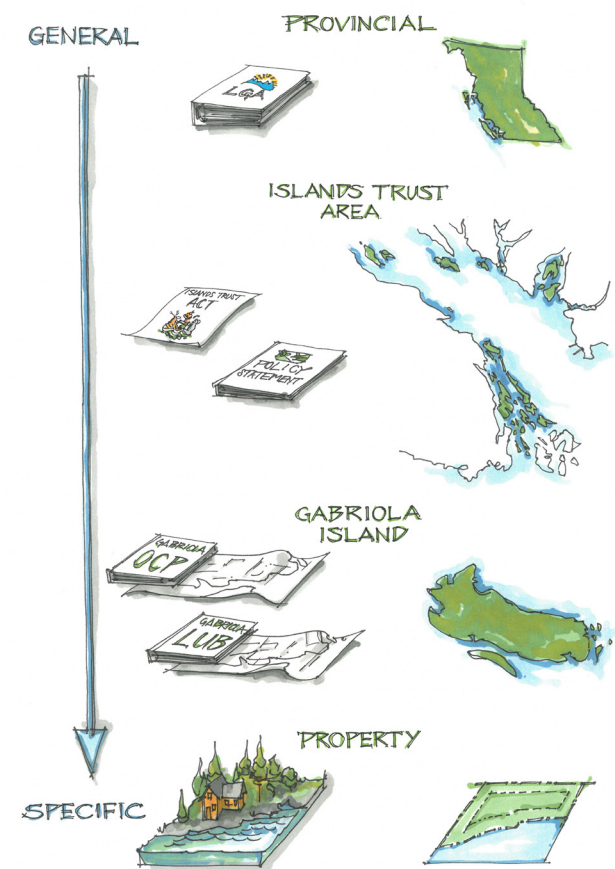 PROVINCIAL
GENERAL
LGA
ISLANDS TRUST
AREA
ISLANDS TRUST
ACT
POLICY
STATEMENT
GABRIOLA
ISLAND
GABRIOLA
OCP
GABRIOLA
LUB
PROPERTY
SPECIFIC